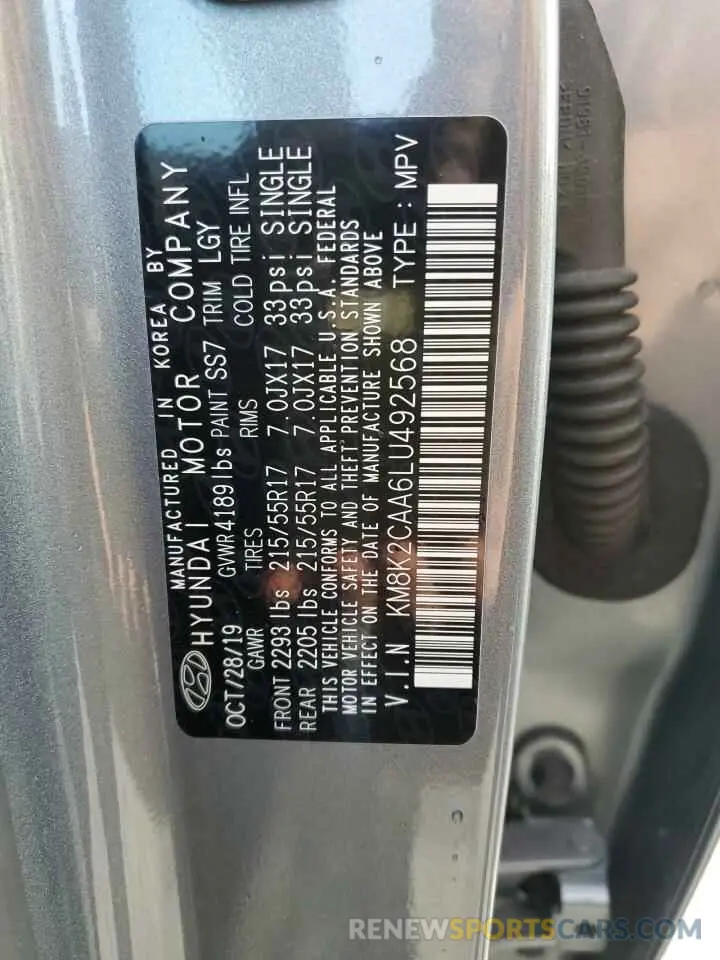 MANUFACTURED IN KOREA BY
HYUNDAI MOTOR COMPANY
OCT/28/19 GVWR4189lbs PAINT SS7 TRIM LGY
GAWR TIRES RIMS COLD TIRE INFL
FRONT 2293 lbs 215/55R17 7.0JX17 33psi SINGLE
REAR 2205 lbs 215/55R17 7.0JX17 33psi SINGLE
THIS VEHICLE CONFORMS TO ALL APPLICABLE U.S.A. FEDERAL
MOTOR VEHICLE SAFETY AND THEFT PREVENTION STANDARDS
IN EFFECT ON THE DATE OF MANUFACTURE SHOWN ABOVE
V.I.N KM8K2CAA6LU492568 TYPE : MPV
RENEWSPORTSCARS.COM